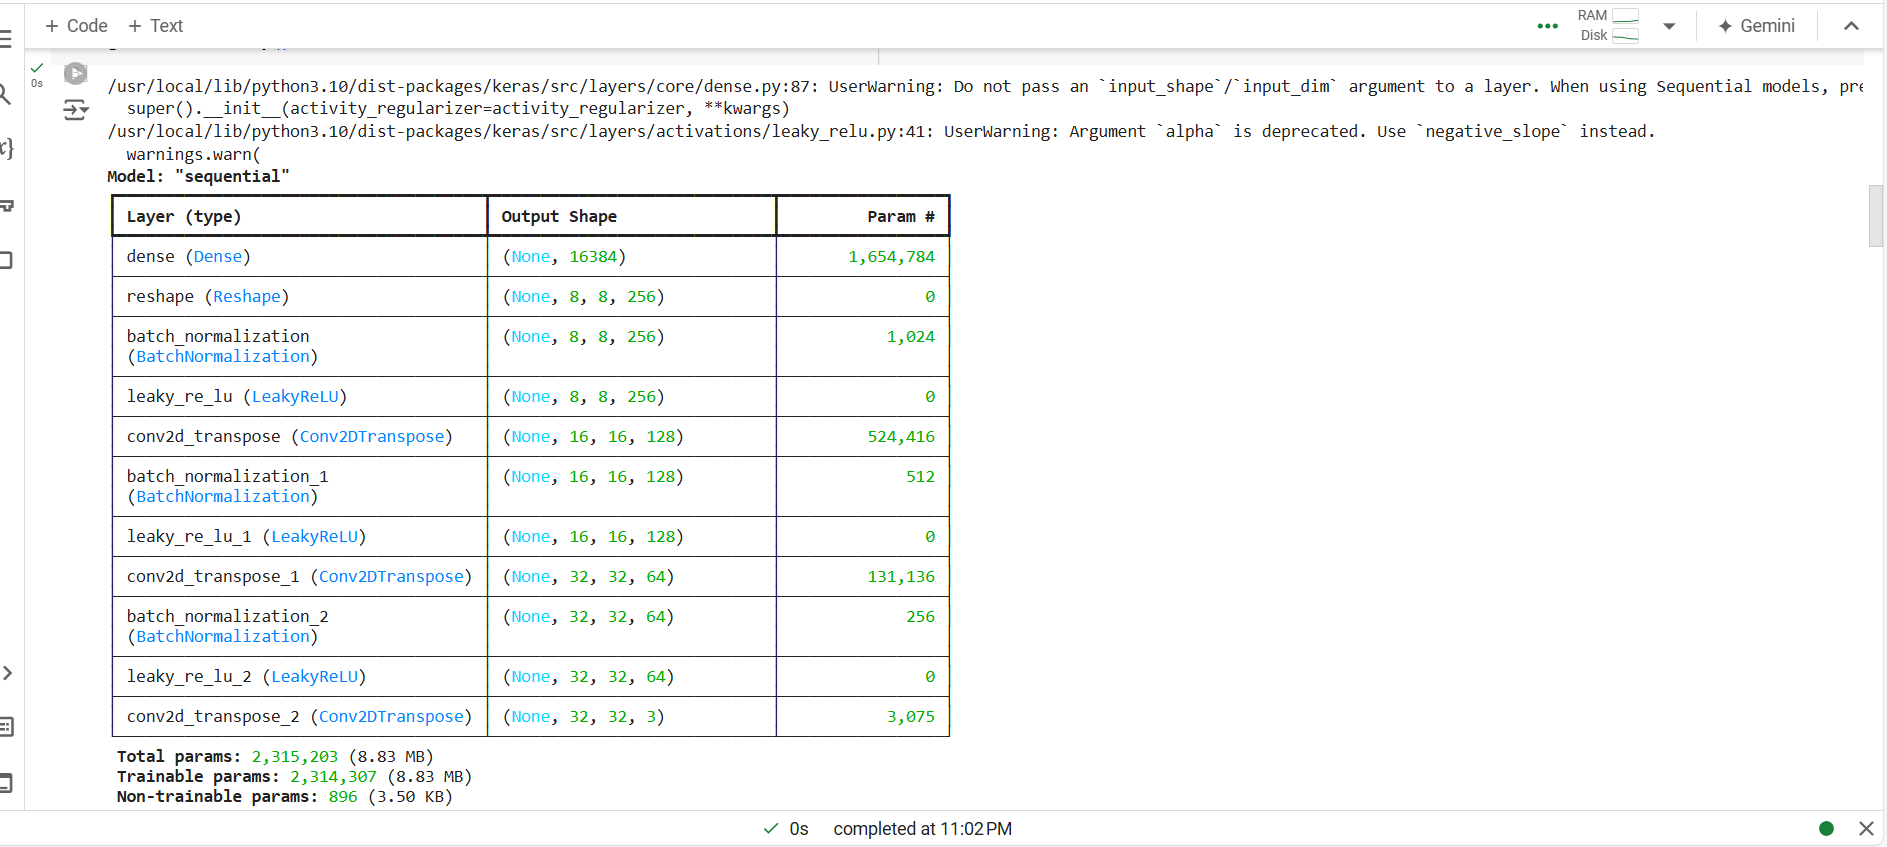 + Code + Text
RAM
Disk
Gemini
0s
/usr/local/lib/python3.10/dist-packages/keras/src/layers/core/dense.py:87: UserWarning: Do not pass an `input_shape`/`input_dim` argument to a layer. When using Sequential models, pre
super().__init__(activity_regularizer=activity_regularizer, **kwargs)
/usr/local/lib/python3.10/dist-packages/keras/src/layers/activations/leaky_relu.py:41: UserWarning: Argument `alpha` is deprecated. Use `negative_slope` instead.
warnings.warn(
Model: "sequential"
Layer (type) Output Shape Param #
dense (Dense) (None, 16384) 1,654,784
reshape (Reshape) (None, 8, 8, 256) 0
batch_normalization (None, 8, 8, 256) 1,024
(BatchNormalization)
leaky_re_lu (LeakyReLU) (None, 8, 8, 256) 0
conv2d_transpose (Conv2DTranspose) (None, 16, 16, 128) 524,416
batch_normalization_1 (None, 16, 16, 128) 512
(BatchNormalization)
leaky_re_lu_1 (LeakyReLU) (None, 16, 16, 128) 0
conv2d_transpose_1 (Conv2DTranspose) (None, 32, 32, 64) 131,136
batch_normalization_2 (None, 32, 32, 64) 256
(BatchNormalization)
leaky_re_lu_2 (LeakyReLU) (None, 32, 32, 64) 0
conv2d_transpose_2 (Conv2DTranspose) (None, 32, 32, 3) 3,075
Total params: 2,315,203 (8.83 MB)
Trainable params: 2,314,307 (8.83 MB)
Non-trainable params: 896 (3.50 KB)
0s completed at 11:02 PM